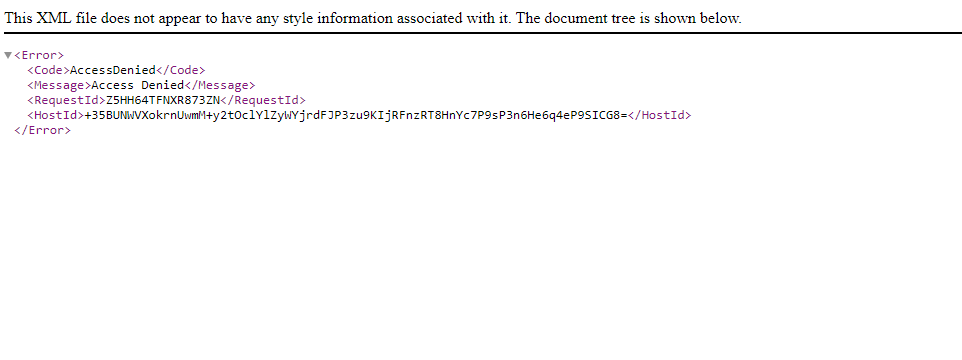 This XML file does not appear to have any style information associated with it. The document tree is shown below.
▼<Error>
<Code>AccessDenied</Code>
<Message>Access Denied</Message>
<RequestId>Z5HH64TFNXR873ZN</RequestId>
<HostId>+35BUNWVXokrnUwmM+y2tOclYlZyWYjrdFJP3zu9KIjRFnzRT8HnYc7P9sP3n6He6q4eP9SICG8=</HostId>
</Error>